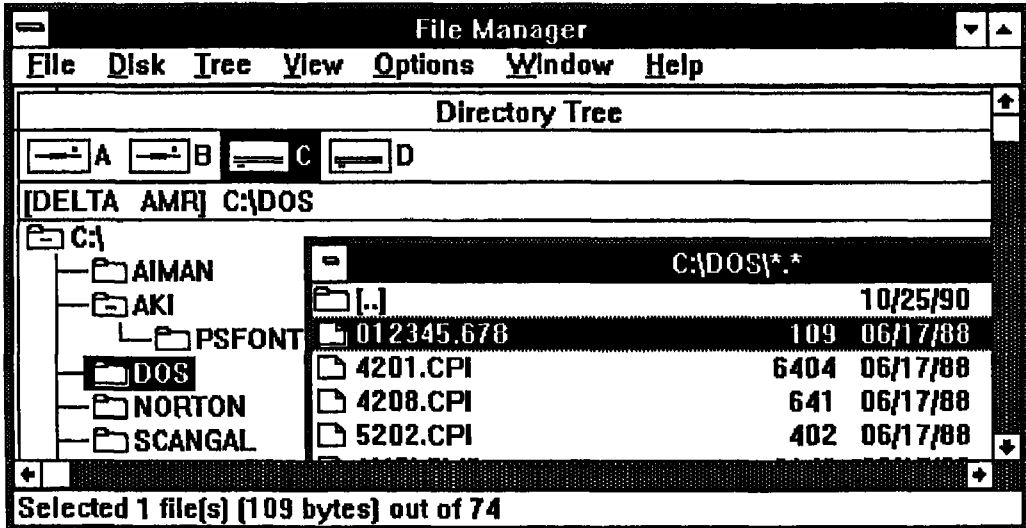 File Manager
File Disk Tree View Options Window Help
Directory Tree
A B C D
[DELTA AMR] C:\DOS
C:\
AIMAN
AKI
PSFONT
DOS
NORTON
SCANGAL
C:\DOS\*.*
[..] 10/25/90
012345.678 109 06/17/88
4201.CPI 6404 06/17/88
4208.CPI 641 06/17/88
5202.CPI 402 06/17/88
Selected 1 file(s) (109 bytes) out of 74